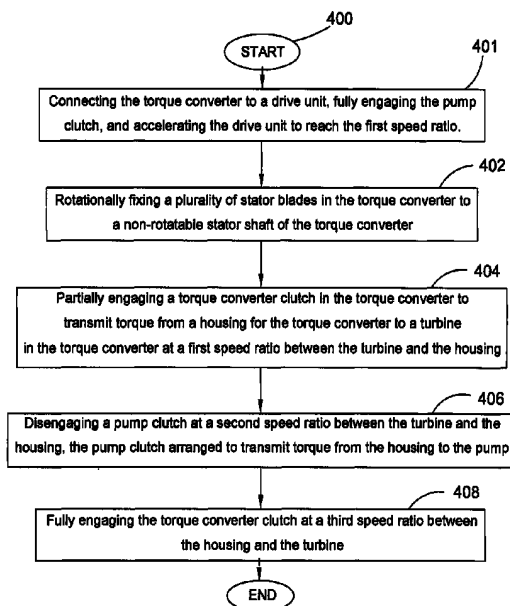 400
START
401
Connecting the torque converter to a drive unit, fully engaging the pump
clutch, and accelerating the drive unit to reach the first speed ratio.
402
Rotationally fixing a plurality of stator blades in the torque converter to
a non-rotatable stator shaft of the torque converter
404
Partially engaging a torque converter clutch in the torque converter to
transmit torque from a housing for the torque converter to a turbine
in the torque converter at a first speed ratio between the turbine and the housing
406
Disengaging a pump clutch at a second speed ratio between the turbine and the
housing, the pump clutch arranged to transmit torque from the housing to the pump
408
Fully engaging the torque converter clutch at a third speed ratio between
the housing and the turbine
END